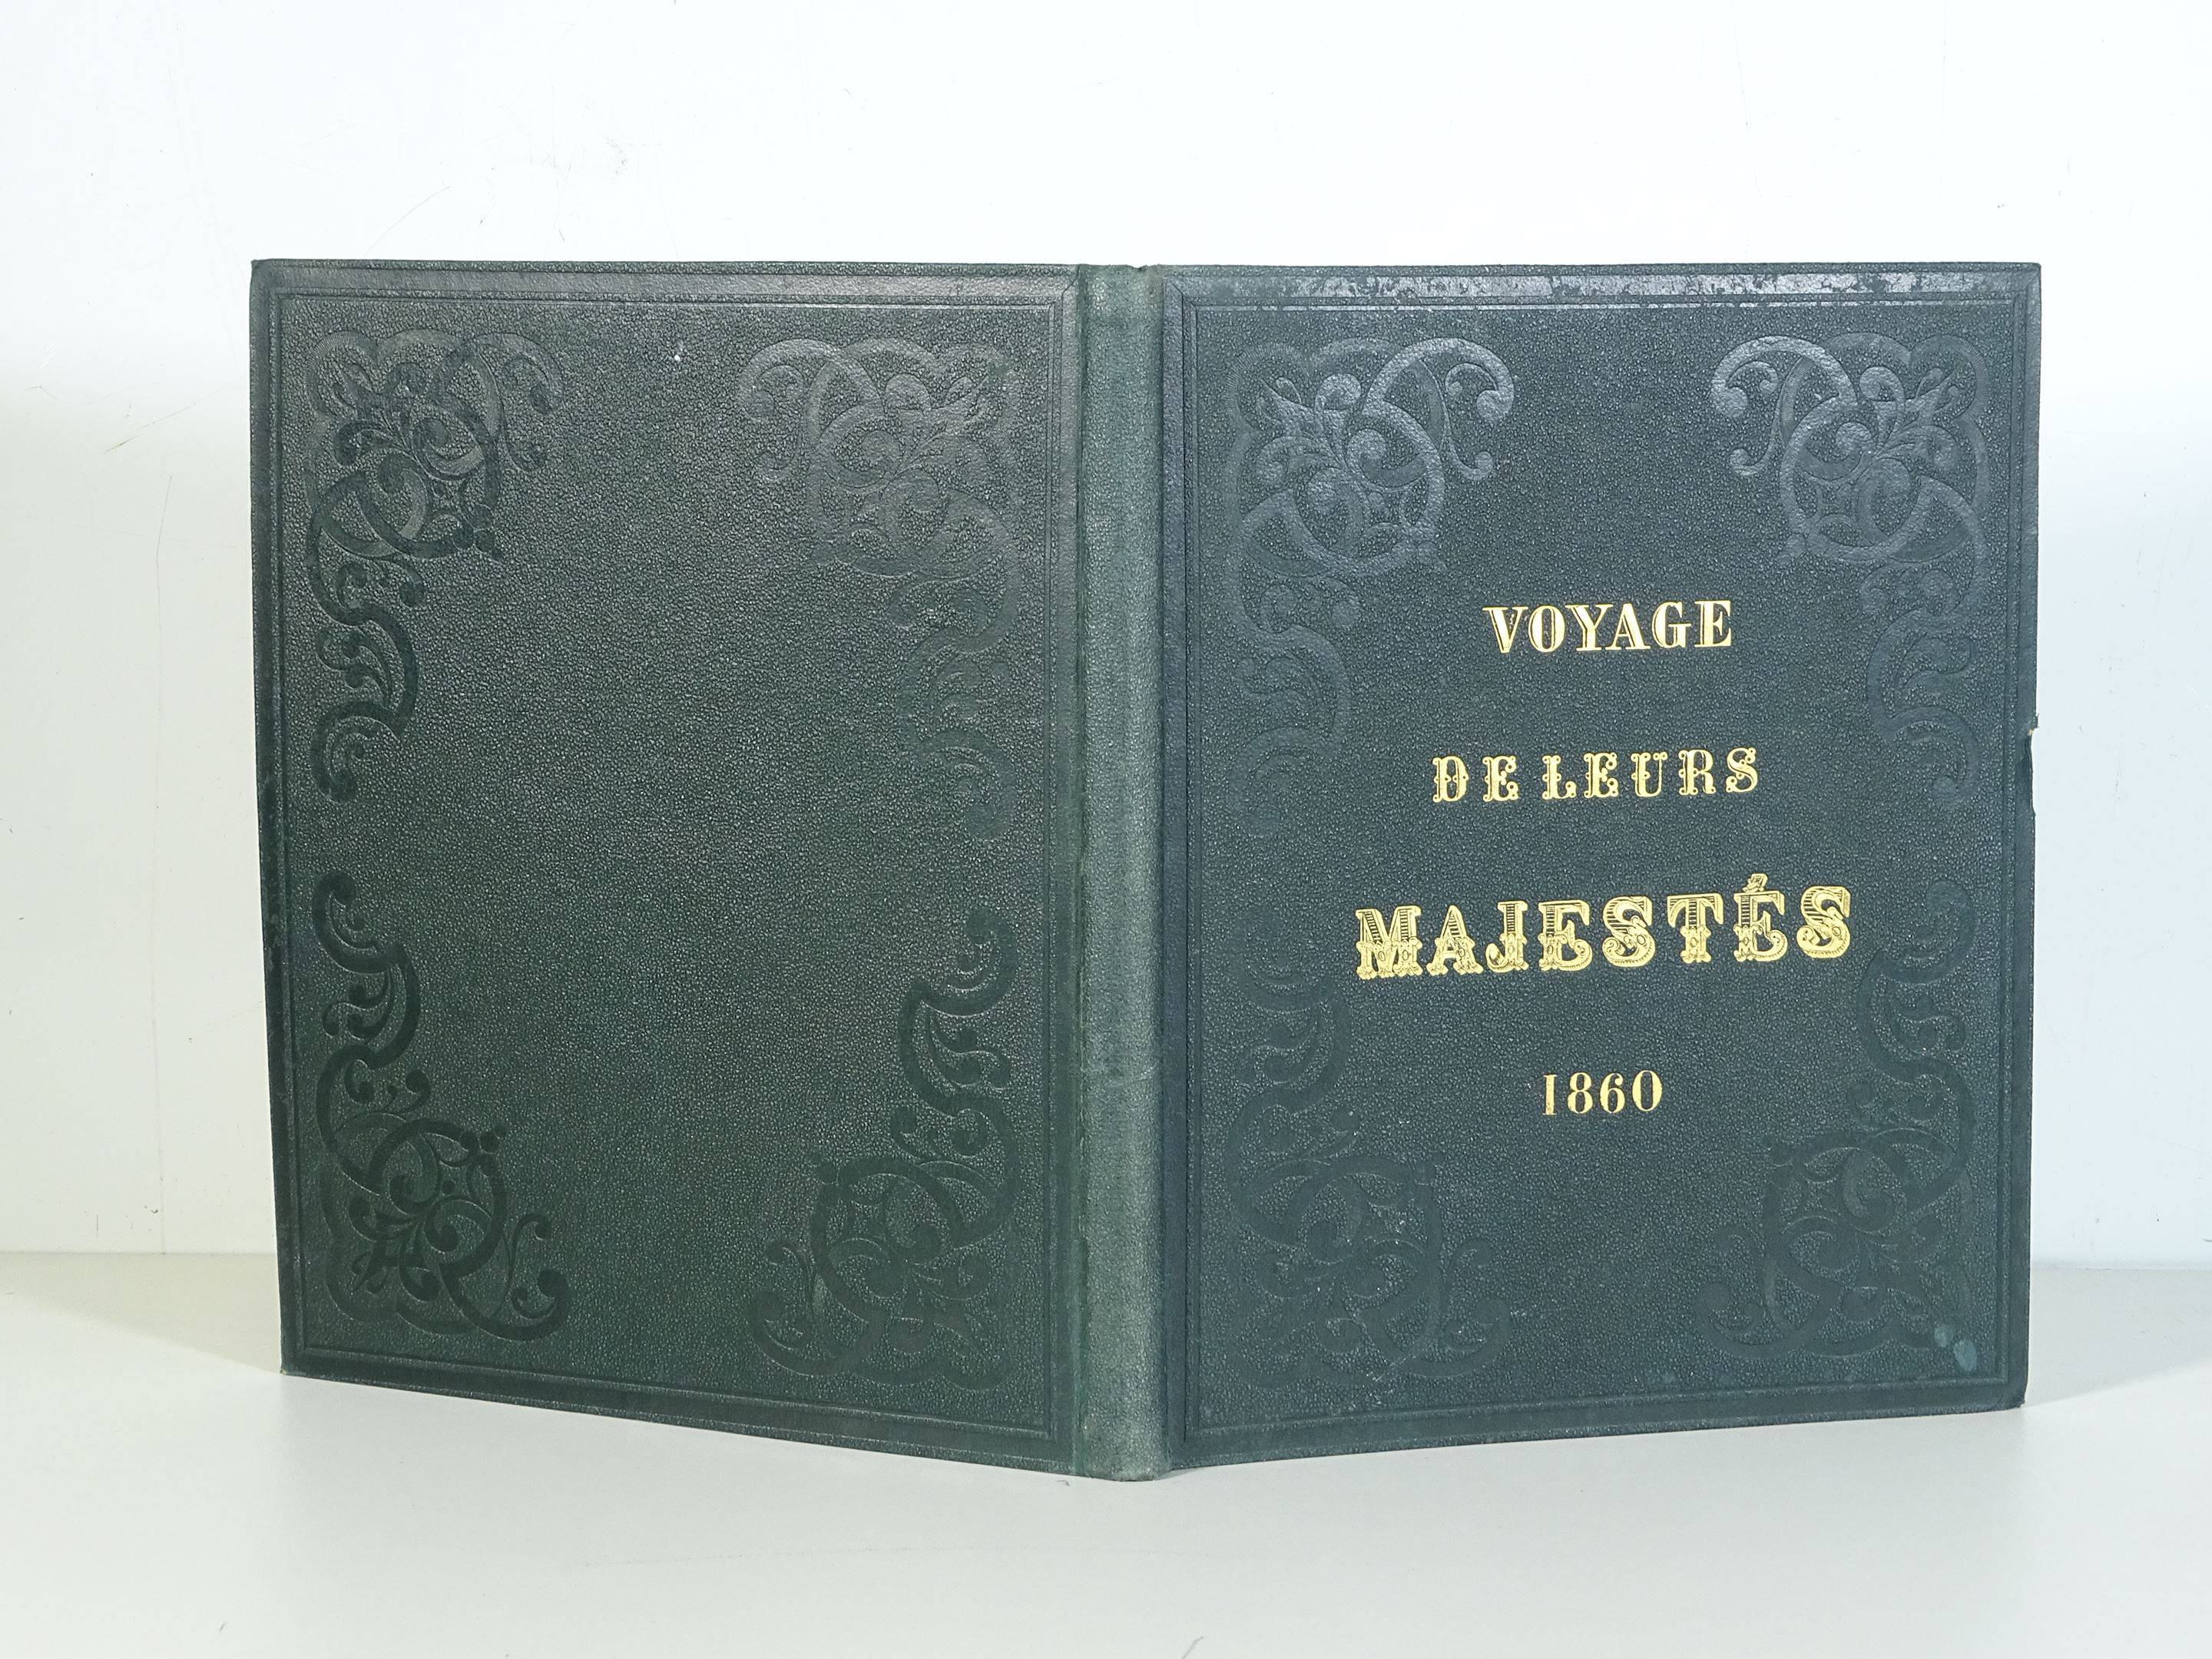 VOYAGE
DE LEURS
MAJESTÉS
1860